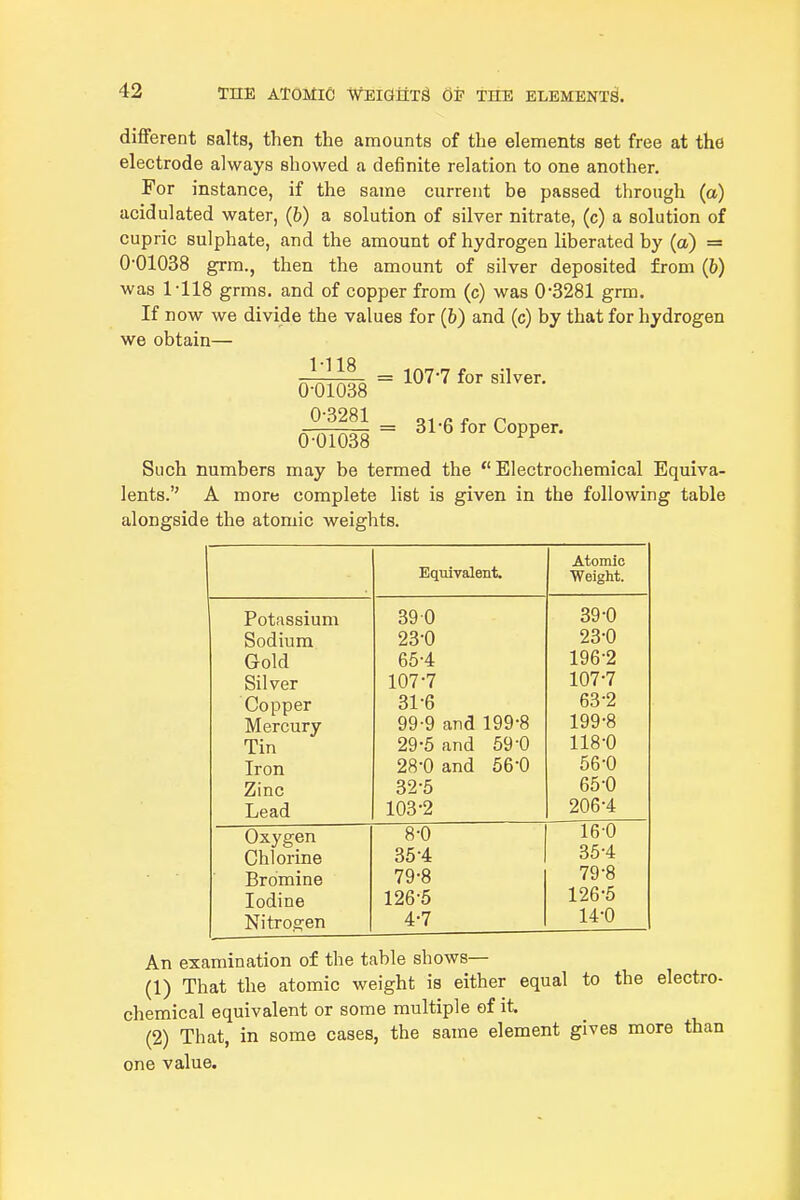 42 THE ATOMIC WEIGHTS OF THE ELEMENTS.
different salts, then the amounts of the elements set free at the
electrode always showed a definite relation to one another.
For instance, if the same current be passed through (a)
acidulated water, (b) a solution of silver nitrate, (c) a solution of
cupric sulphate, and the amount of hydrogen liberated by (a) =
0·01038 grm., then the amount of silver deposited from (b)
was 1·118 grms. and of copper from (c) was 0·3281 grm.
If now we divide the values for (b) and (c) by that for hydrogen
we obtain—
1·118 / 0·01038 = 107·7 for silver.
0·3281 / 0·01038 = 31·6 for Copper.
Such numbers may be termed the “Electrochemical Equiva-
lents.” A more complete list is given in the following table
alongside the atomic weights.
Equivalent. Atomic Weight.
Potassium 39·0 39·0
Sodium 23·0 23·0
Gold 65·4 196·2
Silver 107·7 107·7
Copper 31·6 63·2
Mercury 99·9 and 199·8 199·8
Tin 29·5 and 59·0 118·0
Iron 28·0 and 56·0 56·0
Zinc 32·5 65·0
Lead 103·2 206·4
Oxygen 8·0 16·0
Chlorine 35·4 35·4
Bromine 79·8 79·8
Iodine 126·5 126·5
Nitrogen 4·7 14·0
An examination of the table shows—
(1) That the atomic weight is either equal to the electro-
chemical equivalent or some multiple of it.
(2) That, in some cases, the same element gives more than
one value.